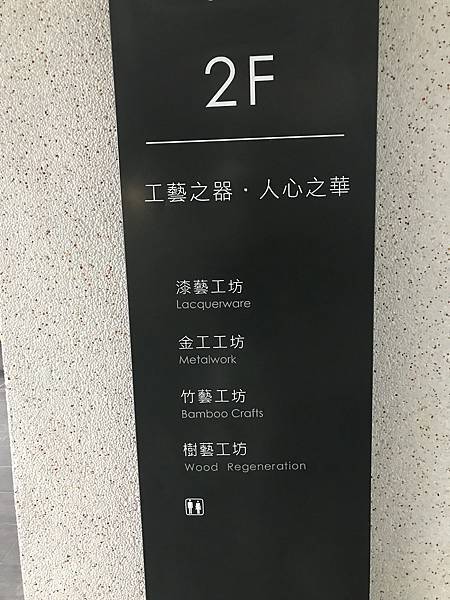 2F
工藝之器・人心之華
漆藝工坊
Lacquerware
金工工坊
Metalwork
竹藝工坊
Bamboo Crafts
樹藝工坊
Wood Regeneration